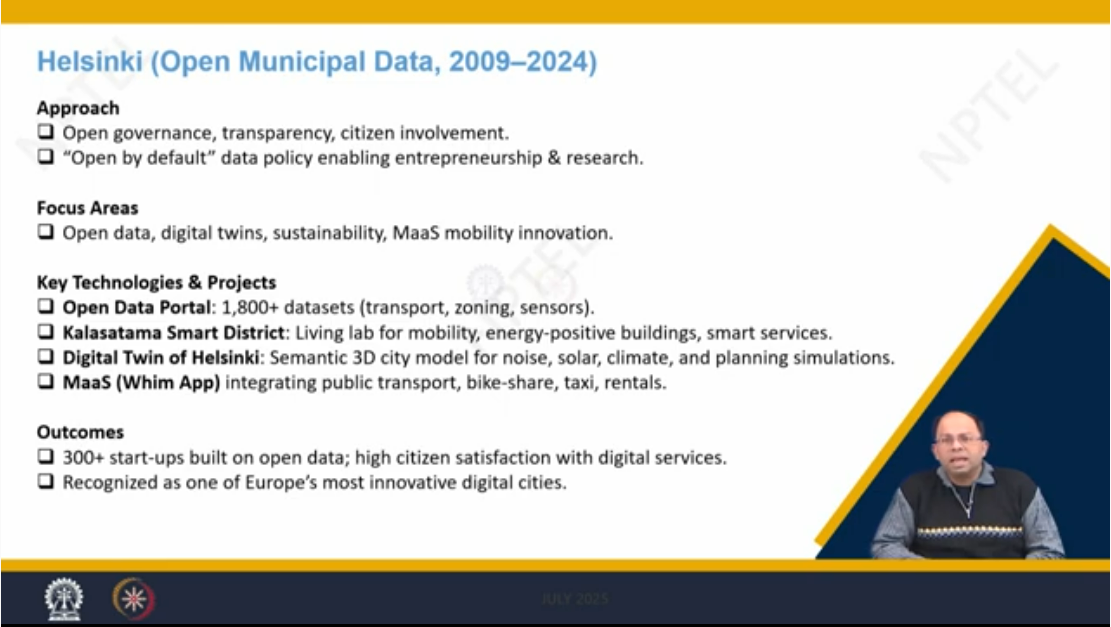 Helsinki (Open Municipal Data, 2009–2024)
Approach
❑ Open governance, transparency, citizen involvement.
❑ “Open by default” data policy enabling entrepreneurship & research.
Focus Areas
❑ Open data, digital twins, sustainability, MaaS mobility innovation.
Key Technologies & Projects
❑ Open Data Portal: 1,800+ datasets (transport, zoning, sensors).
❑ Kalasatama Smart District: Living lab for mobility, energy-positive buildings, smart services.
❑ Digital Twin of Helsinki: Semantic 3D city model for noise, solar, climate, and planning simulations.
❑ MaaS (Whim App) integrating public transport, bike-share, taxi, rentals.
Outcomes
❑ 300+ start-ups built on open data; high citizen satisfaction with digital services.
❑ Recognized as one of Europe’s most innovative digital cities.
JULY 2025
NPTEL
NPTEL
NPTEL